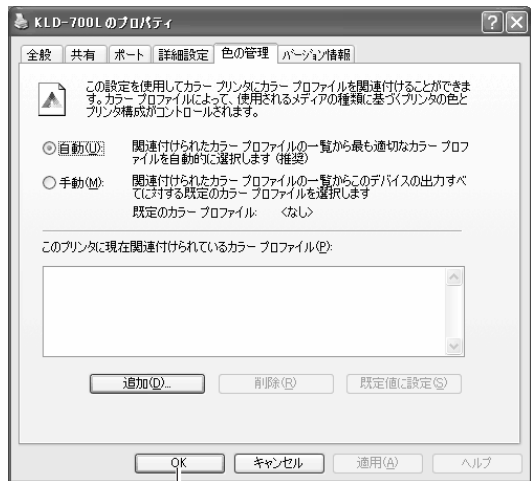 KLD-700L のプロパティ
全般 共有 ポート 詳細設定 色の管理 バージョン情報
この設定を使用してカラー プリンタにカラー プロファイルを関連付けることができま
す。カラー プロファイルによって、使用されるメディアの種類に基づくプリンタの色と
プリンタ構成がコントロールされます。
自動(U): 関連付けられたカラー プロファイルの一覧から最も適切なカラー プロフ
ァイルを自動的に選択します (推奨)
手動(M): 関連付けられたカラー プロファイルの一覧からこのデバイスの出力すべ
てに対する既定のカラー プロファイルを選択します
既定のカラー プロファイル: 〈なし〉
このプリンタに現在関連付けられているカラー プロファイル(P):
追加(D)... 削除(R) 既定値に設定(S)
OK キャンセル 適用(A) ヘルプ